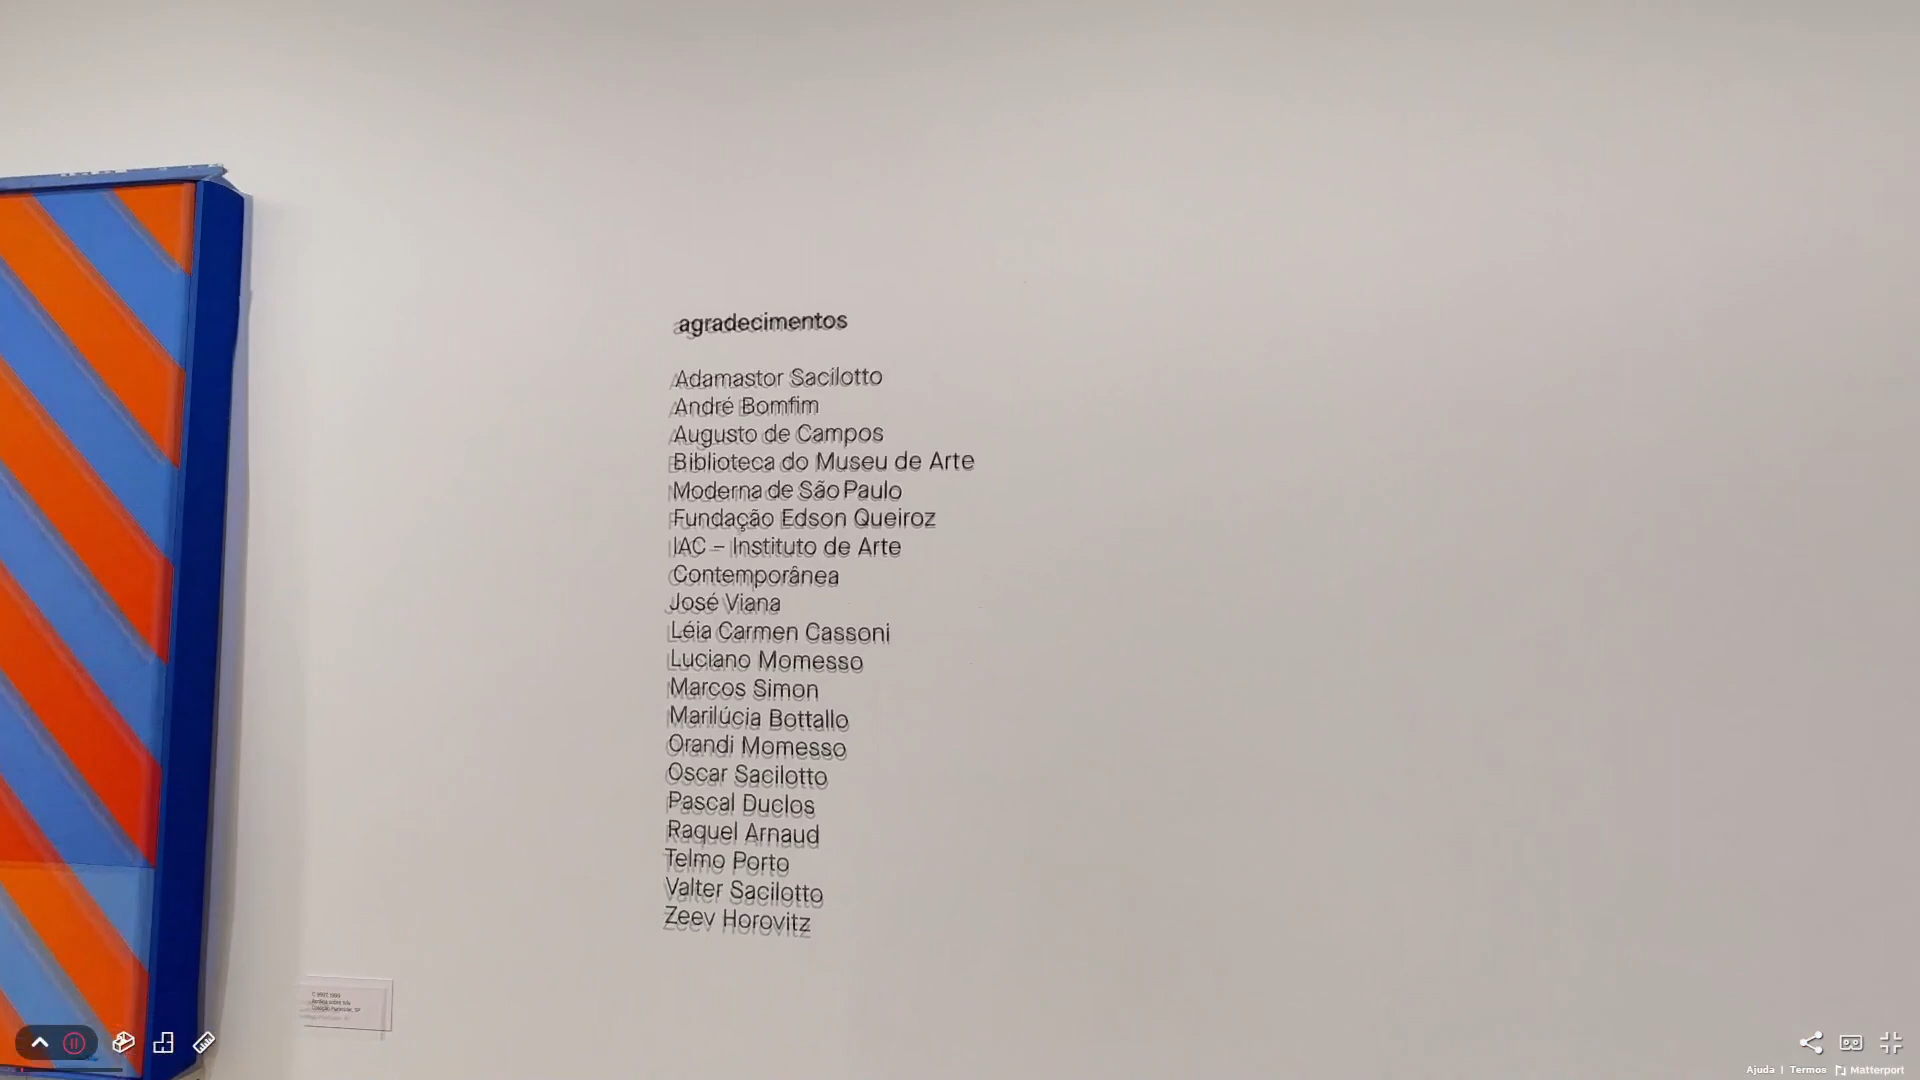 agradecimentos
Adamastor Sacilotto
André Bomfim
Augusto de Campos
Biblioteca do Museu de Arte
Moderna de São Paulo
Fundação Edson Queiroz
IAC – Instituto de Arte
Contemporânea
José Viana
Léia Carmen Cassoni
Luciano Momesso
Marcos Simon
Marilúcia Bottallo
Orandi Momesso
Oscar Sacilotto
Pascal Duclos
Raquel Arnaud
Telmo Porto
Valter Sacilotto
Zeev Horovitz
Ajuda | Termos Matterport